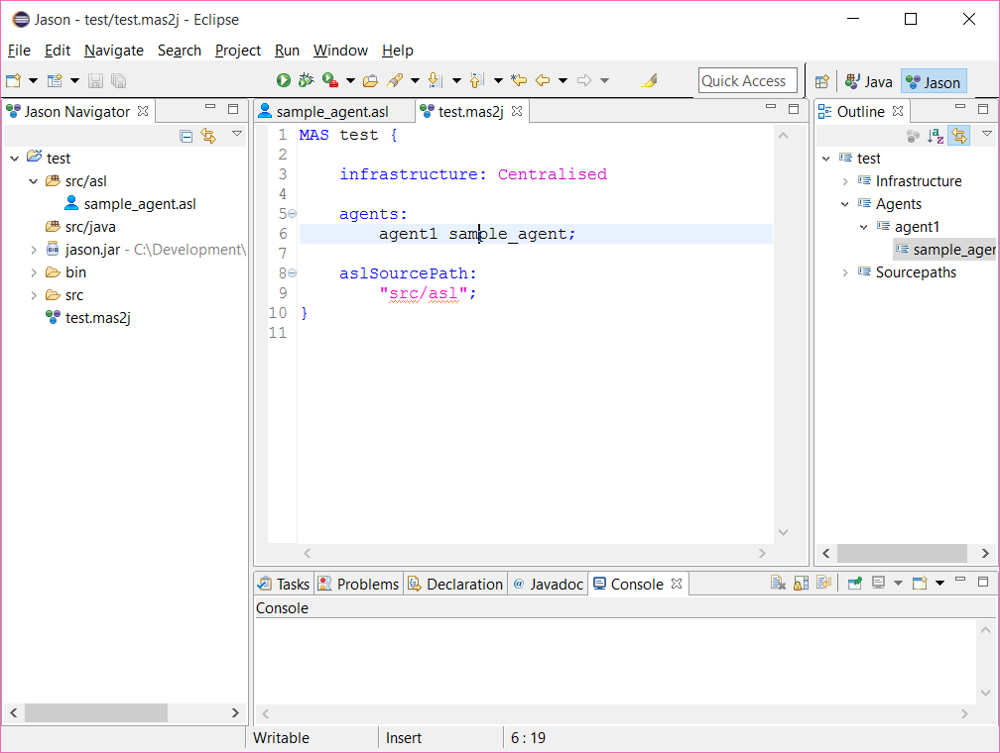 Jason - test/test.mas2j - Eclipse
File Edit Navigate Search Project Run Window Help
Quick Access Java Jason
Jason Navigator
test
src/asl
sample_agent.asl
src/java
jason.jar - C:\Development\
bin
src
test.mas2j
sample_agent.asl test.mas2j
1 MAS test {
2
3 infrastructure: Centralised
4
5 agents:
6 agent1 sample_agent;
7
8 aslSourcePath:
9 "src/asl";
10 }
11
Outline
test
Infrastructure
Agents
agent1
sample_agen
Sourcepaths
Tasks Problems Declaration @ Javadoc Console
Console
Writable Insert 6 : 19